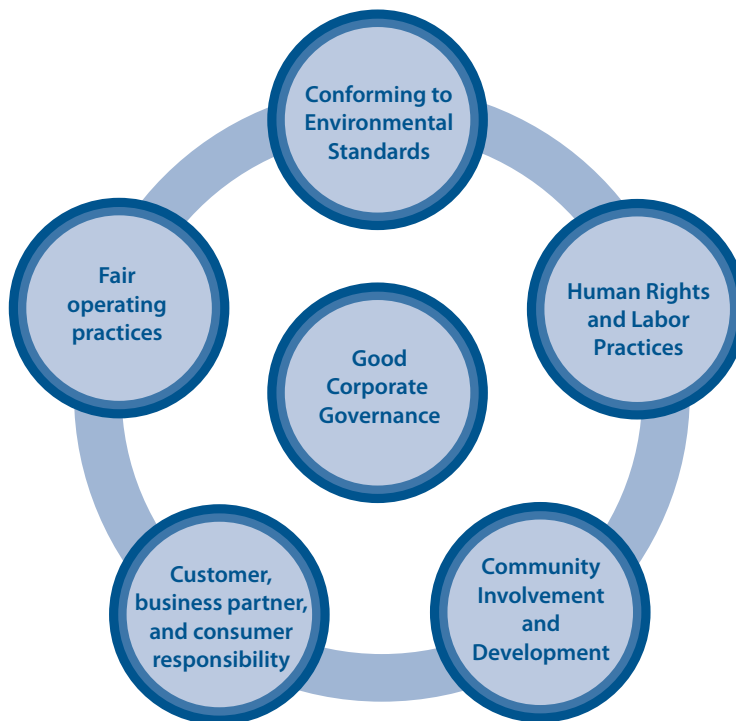 Conforming to
Environmental
Standards
Fair
operating
practices
Human Rights
and Labor
Practices
Good
Corporate
Governance
Customer,
business partner,
and consumer
responsibility
Community
Involvement
and
Development